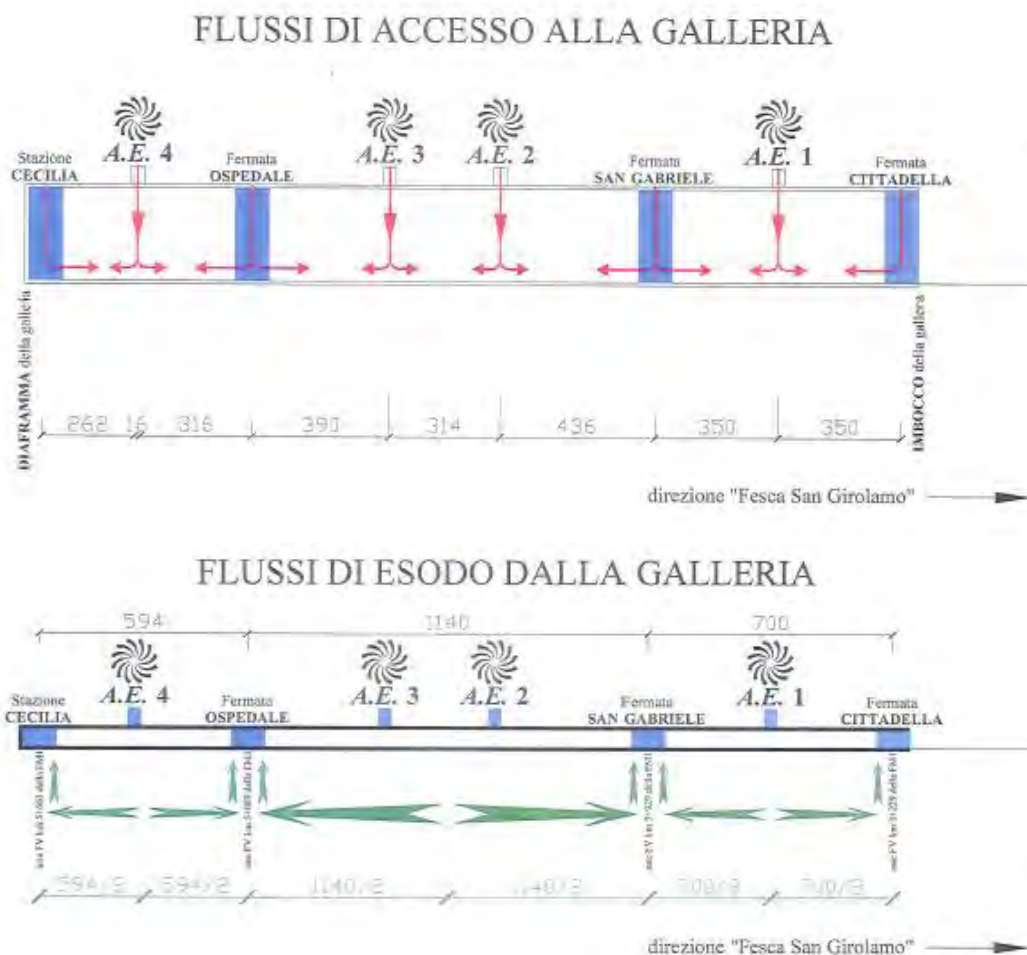 FLUSSI DI ACCESSO ALLA GALLERIA
A.E. 4
A.E. 3
A.E. 2
A.E. 1
Stazione
CECILIA
Fermata
OSPEDALE
Fermata
SAN GABRIELE
Fermata
CITTADELLA
DIAFRAMMA della galleria
IMBOCCO della gallera
262 16 316 390 314 436 350 350
direzione "Fesca San Girolamo"
FLUSSI DI ESODO DALLA GALLERIA
594 1140 700
A.E. 4
A.E. 3
A.E. 2
A.E. 1
Stazione
CECILIA
Fermata
OSPEDALE
Fermata
SAN GABRIELE
Fermata
CITTADELLA
594/2 594/2 1140/2 1140/2 700/2 700/2
direzione "Fesca San Girolamo"